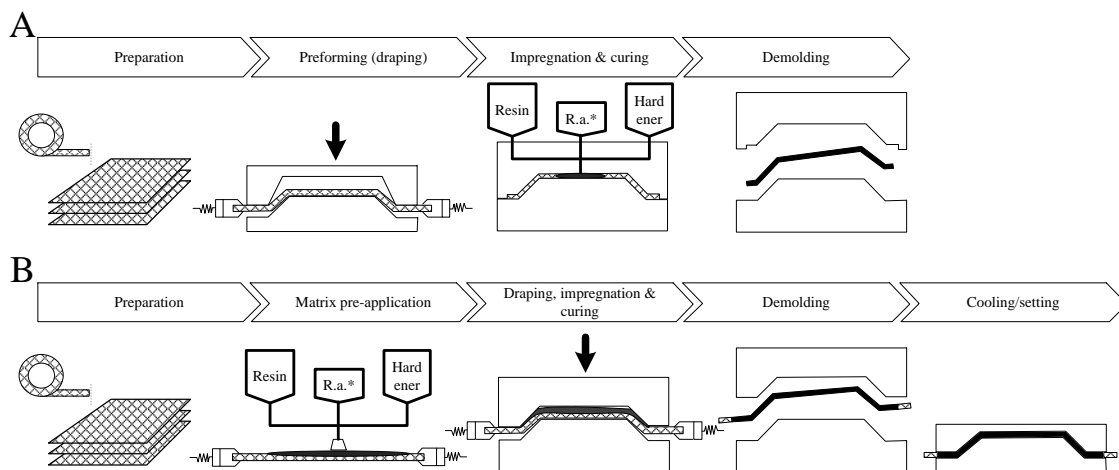 A
Preparation
Preforming (draping)
Impregnation & curing
Demolding
Resin
R.a.*
Hard
ener
B
Preparation
Matrix pre-application
Draping, impregnation &
curing
Demolding
Cooling/setting
Resin
R.a.*
Hard
ener